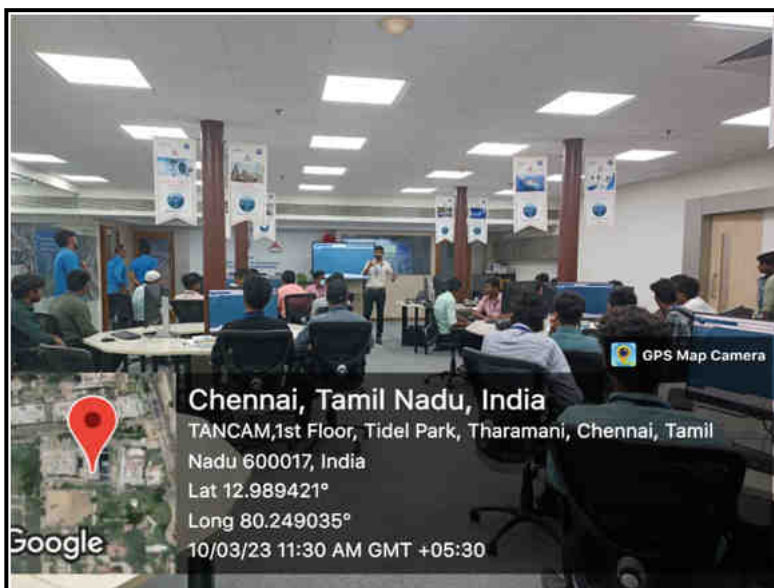 GPS Map Camera
Chennai, Tamil Nadu, India
TANCAM,1st Floor, Tidel Park, Tharamani, Chennai, Tamil
Nadu 600017, India
Lat 12.989421°
Long 80.249035°
10/03/23 11:30 AM GMT +05:30
Google